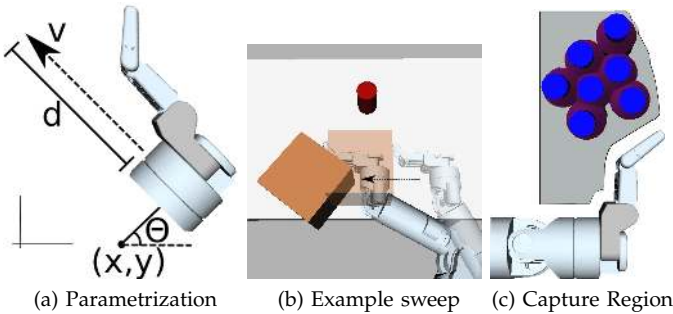 v
d
Θ
(x,y)
(a) Parametrization
(b) Example sweep
(c) Capture Region